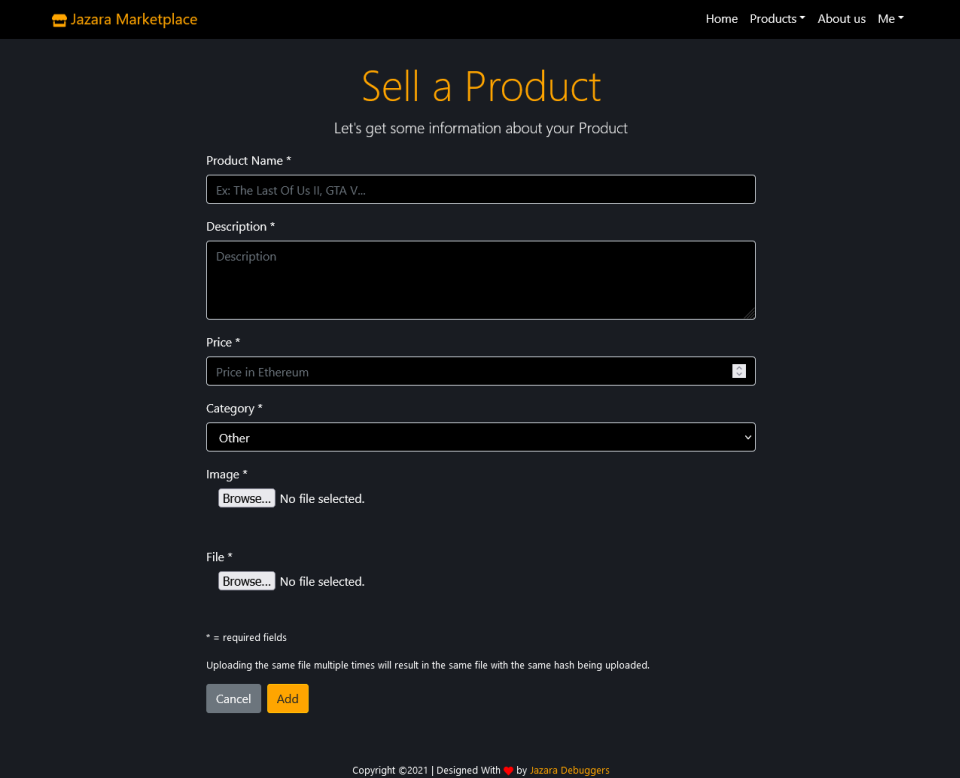 Jazara Marketplace
Home Products About us Me
Sell a Product
Let's get some information about your Product
Product Name *
Ex: The Last Of Us II, GTA V...
Description *
Description
Price *
Price in Ethereum
Category *
Other
Image *
Browse... No file selected.
File *
Browse... No file selected.
* = required fields
Uploading the same file multiple times will result in the same file with the same hash being uploaded.
Cancel Add
Copyright ©2021 | Designed With ❤ by Jazara Debuggers